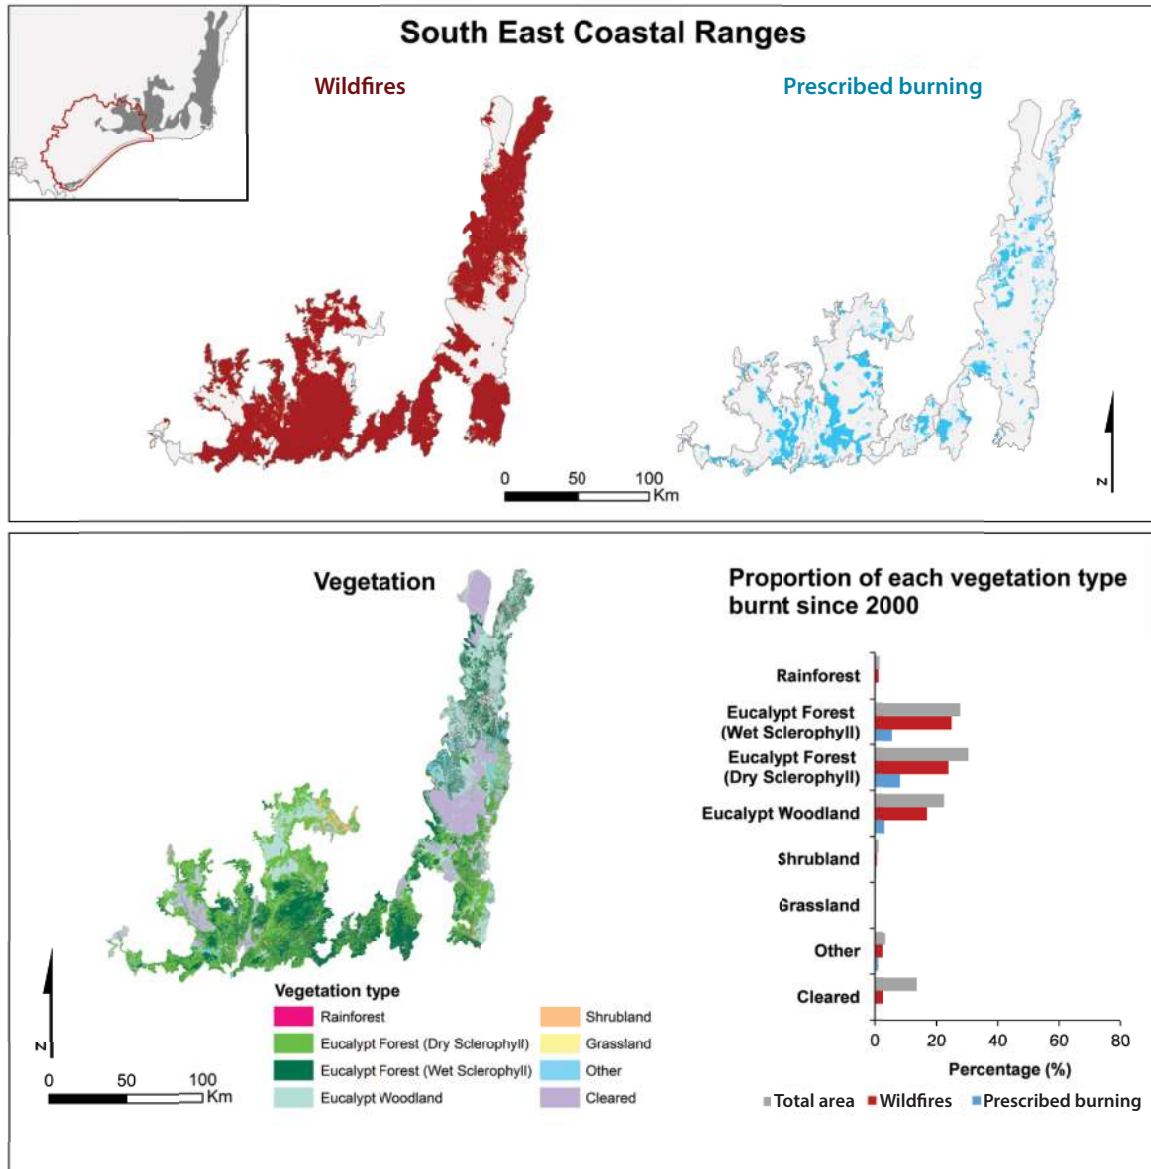 South East Coastal Ranges
Wildfires
Prescribed burning
0 50 100
Km
N
Vegetation
N
0 50 100
Km
Vegetation type
Rainforest
Eucalypt Forest (Dry Sclerophyll)
Eucalypt Forest (Wet Sclerophyll)
Eucalypt Woodland
Shrubland
Grassland
Other
Cleared
Proportion of each vegetation type
burnt since 2000
Rainforest
Eucalypt Forest
(Wet Sclerophyll)
Eucalypt Forest
(Dry Sclerophyll)
Eucalypt Woodland
Shrubland
Grassland
Other
Cleared
0 20 40 60 80
Percentage (%)
Total area Wildfires Prescribed burning